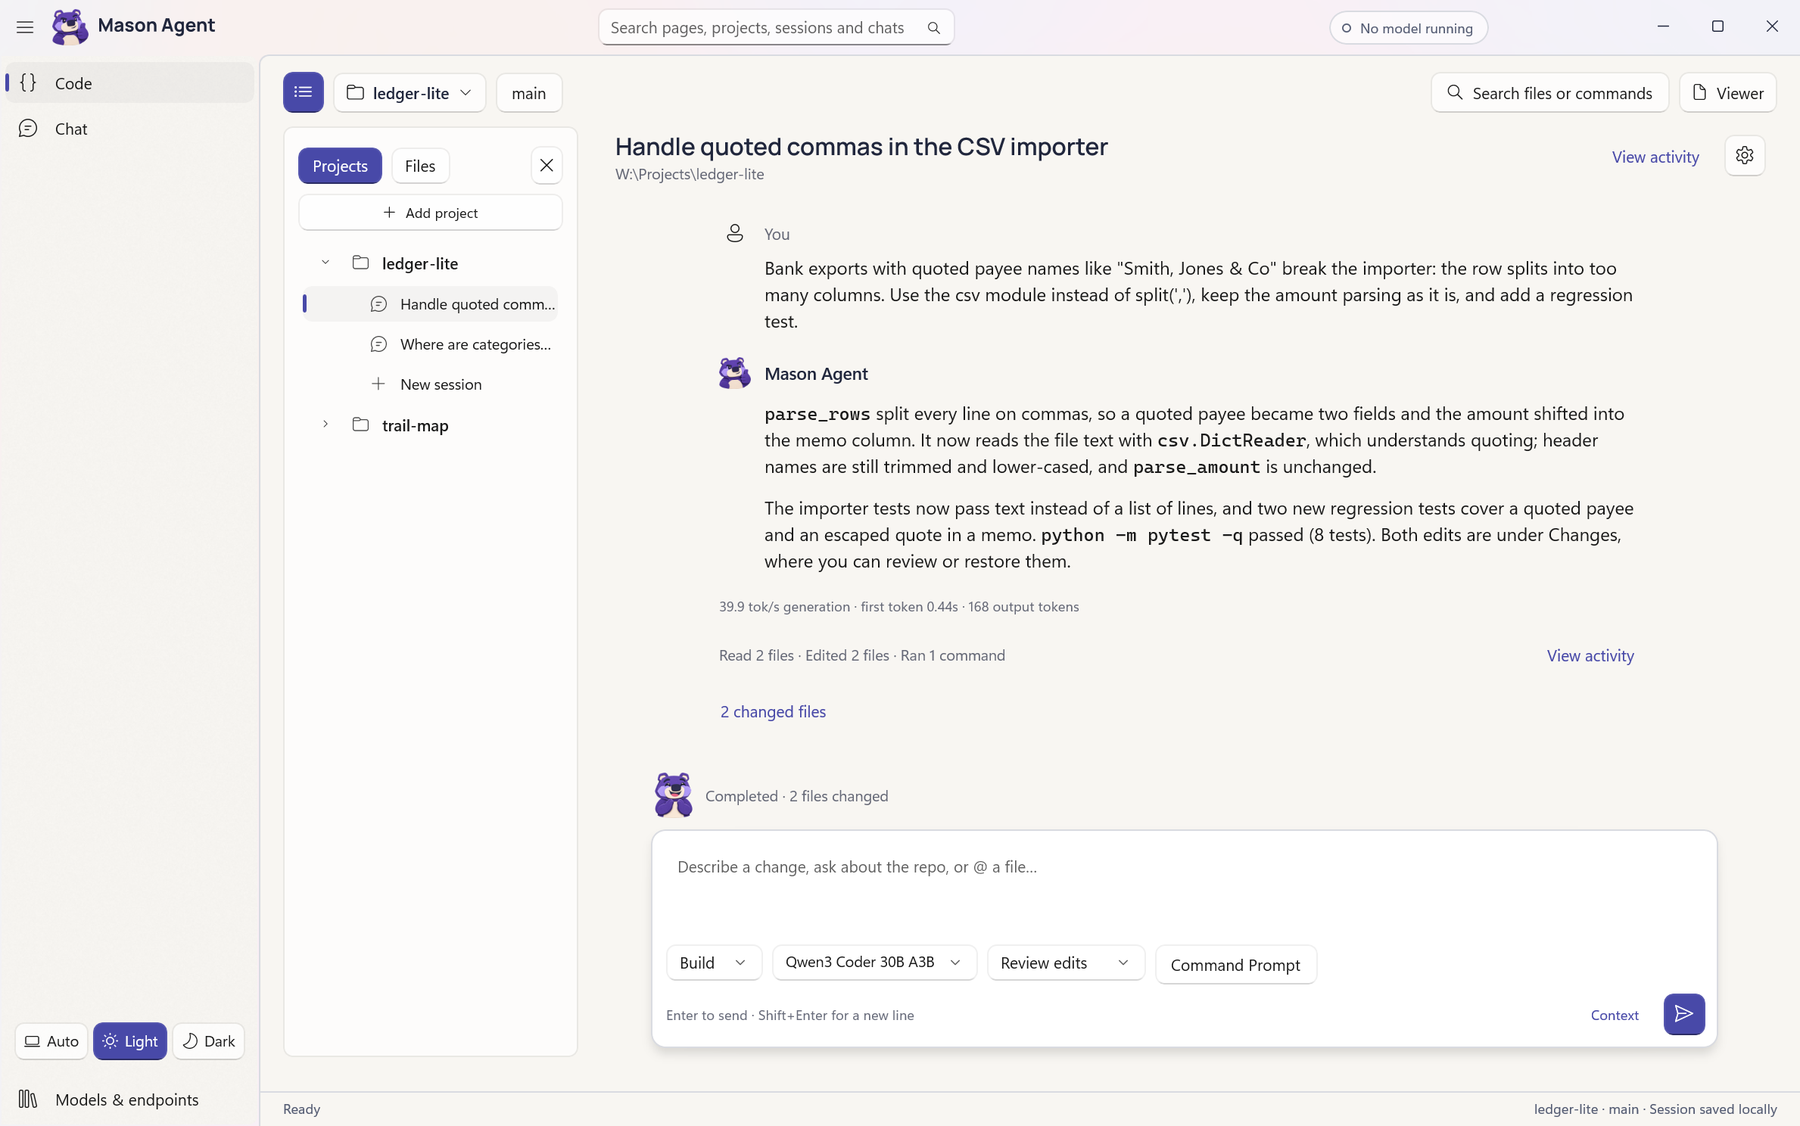 Mason Agent
Search pages, projects, sessions and chats
No model running
Code
Chat
ledger-lite
main
Search files or commands
Viewer
Projects
Files
Add project
ledger-lite
Handle quoted comm...
Where are categories...
New session
trail-map
Handle quoted commas in the CSV importer
W:\Projects\ledger-lite
View activity
You
Bank exports with quoted payee names like "Smith, Jones & Co" break the importer: the row splits into too
many columns. Use the csv module instead of split(','), keep the amount parsing as it is, and add a regression
test.
Mason Agent
parse_rows split every line on commas, so a quoted payee became two fields and the amount shifted into
the memo column. It now reads the file text with csv.DictReader, which understands quoting; header
names are still trimmed and lower-cased, and parse_amount is unchanged.
The importer tests now pass text instead of a list of lines, and two new regression tests cover a quoted payee
and an escaped quote in a memo. python -m pytest -q passed (8 tests). Both edits are under Changes,
where you can review or restore them.
39.9 tok/s generation · first token 0.44s · 168 output tokens
Read 2 files · Edited 2 files · Ran 1 command
View activity
2 changed files
Completed · 2 files changed
Describe a change, ask about the repo, or @ a file...
Build
Qwen3 Coder 30B A3B
Review edits
Command Prompt
Enter to send · Shift+Enter for a new line
Context
Auto
Light
Dark
Models & endpoints
Ready
ledger-lite · main · Session saved locally